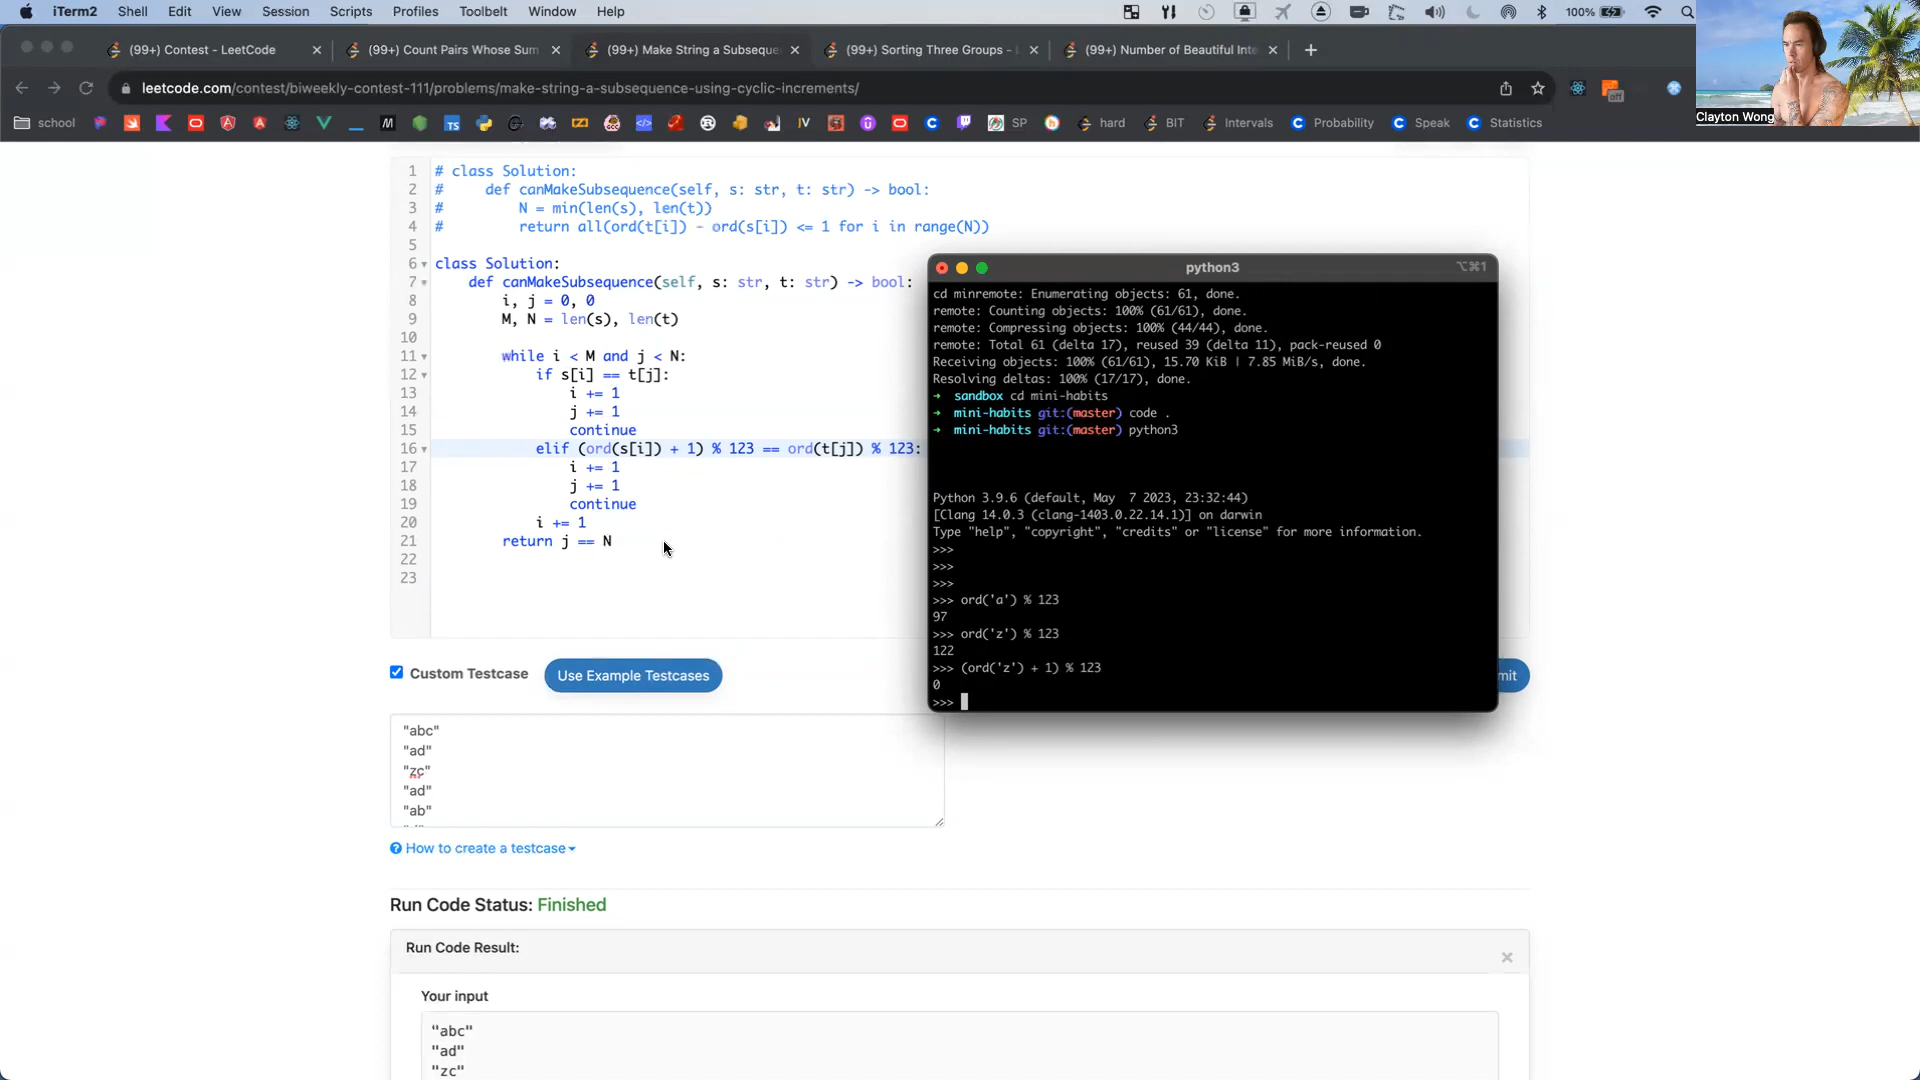 iTerm2 Shell Edit View Session Scripts Profiles Toolbelt Window Help 100%
(99+) Contest - LeetCode
(99+) Count Pairs Whose Sum
(99+) Make String a Subseque
(99+) Sorting Three Groups -
(99+) Number of Beautiful Inte
leetcode.com/contest/biweekly-contest-111/problems/make-string-a-subsequence-using-cyclic-increments/
off
Clayton Wong
school
TS
IV
SP
hard
BIT
Intervals
Probability
Speak
Statistics
1 # class Solution:
2 #     def canMakeSubsequence(self, s: str, t: str) -> bool:
3 #         N = min(len(s), len(t))
4 #         return all(ord(t[i]) - ord(s[i]) <= 1 for i in range(N))
5
6 class Solution:
7     def canMakeSubsequence(self, s: str, t: str) -> bool:
8         i, j = 0, 0
9         M, N = len(s), len(t)
10
11         while i < M and j < N:
12             if s[i] == t[j]:
13                 i += 1
14                 j += 1
15                 continue
16             elif (ord(s[i]) + 1) % 123 == ord(t[j]) % 123:
17                 i += 1
18                 j += 1
19                 continue
20             i += 1
21         return j == N
22
23
python3
⌥⌘1
cd minremote: Enumerating objects: 61, done.
remote: Counting objects: 100% (61/61), done.
remote: Compressing objects: 100% (44/44), done.
remote: Total 61 (delta 17), reused 39 (delta 11), pack-reused 0
Receiving objects: 100% (61/61), 15.70 KiB | 7.85 MiB/s, done.
Resolving deltas: 100% (17/17), done.
➜  sandbox cd mini-habits
➜  mini-habits git:(master) code .
➜  mini-habits git:(master) python3
Python 3.9.6 (default, May  7 2023, 23:32:44)
[Clang 14.0.3 (clang-1403.0.22.14.1)] on darwin
Type "help", "copyright", "credits" or "license" for more information.
>>>
>>>
>>>
>>> ord('a') % 123
97
>>> ord('z') % 123
122
>>> (ord('z') + 1) % 123
0
>>>
Custom Testcase
Use Example Testcases
mit
"abc"
"ad"
"zc"
"ad"
"ab"
How to create a testcase
Run Code Status: Finished
Run Code Result:
×
Your input
"abc"
"ad"
"zc"